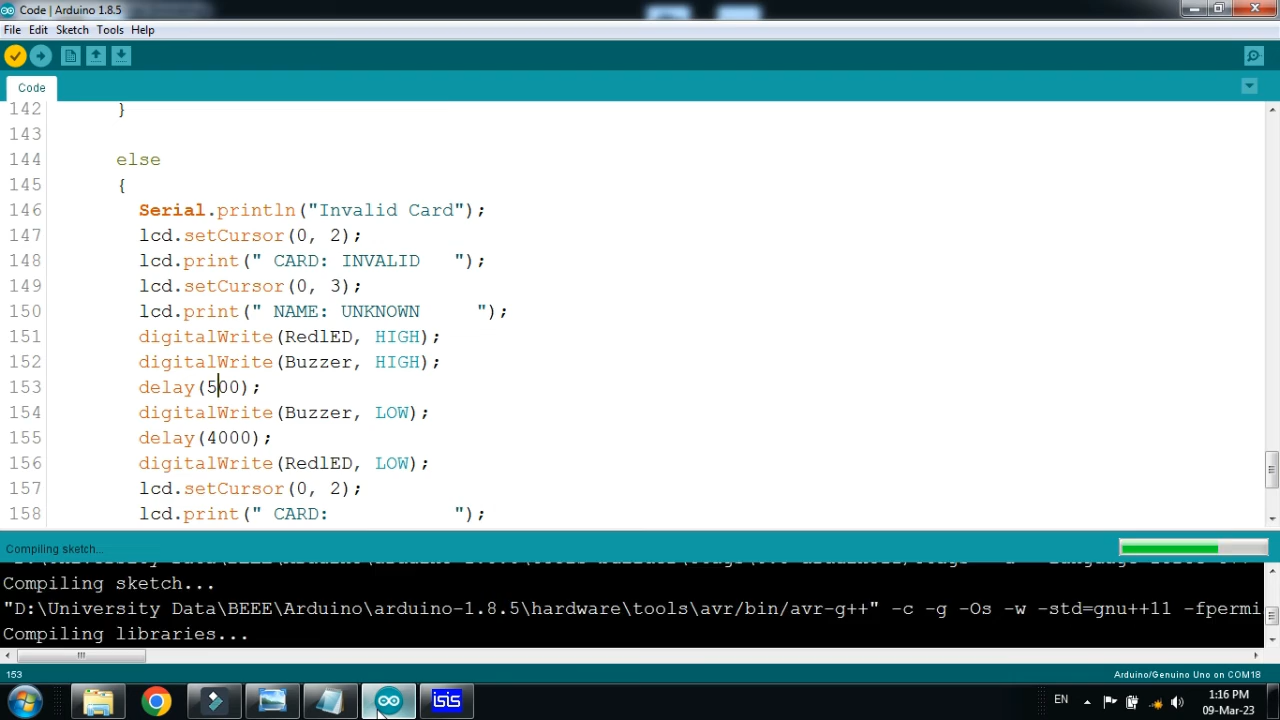 Code | Arduino 1.8.5
File Edit Sketch Tools Help
Code
142 }
143
144 else
145 {
146 Serial.println("Invalid Card");
147 lcd.setCursor(0, 2);
148 lcd.print(" CARD: INVALID   ");
149 lcd.setCursor(0, 3);
150 lcd.print(" NAME: UNKNOWN     ");
151 digitalWrite(RedlED, HIGH);
152 digitalWrite(Buzzer, HIGH);
153 delay(500);
154 digitalWrite(Buzzer, LOW);
155 delay(4000);
156 digitalWrite(RedlED, LOW);
157 lcd.setCursor(0, 2);
158 lcd.print(" CARD:           ");
Compiling sketch...
Compiling sketch...
"D:\University Data\BEEE\Arduino\arduino-1.8.5\hardware\tools\avr/bin/avr-g++" -c -g -Os -w -std=gnu++11 -fpermi
Compiling libraries...
153 Arduino/Genuino Uno on COM18
isis
EN
1:16 PM
09-Mar-23